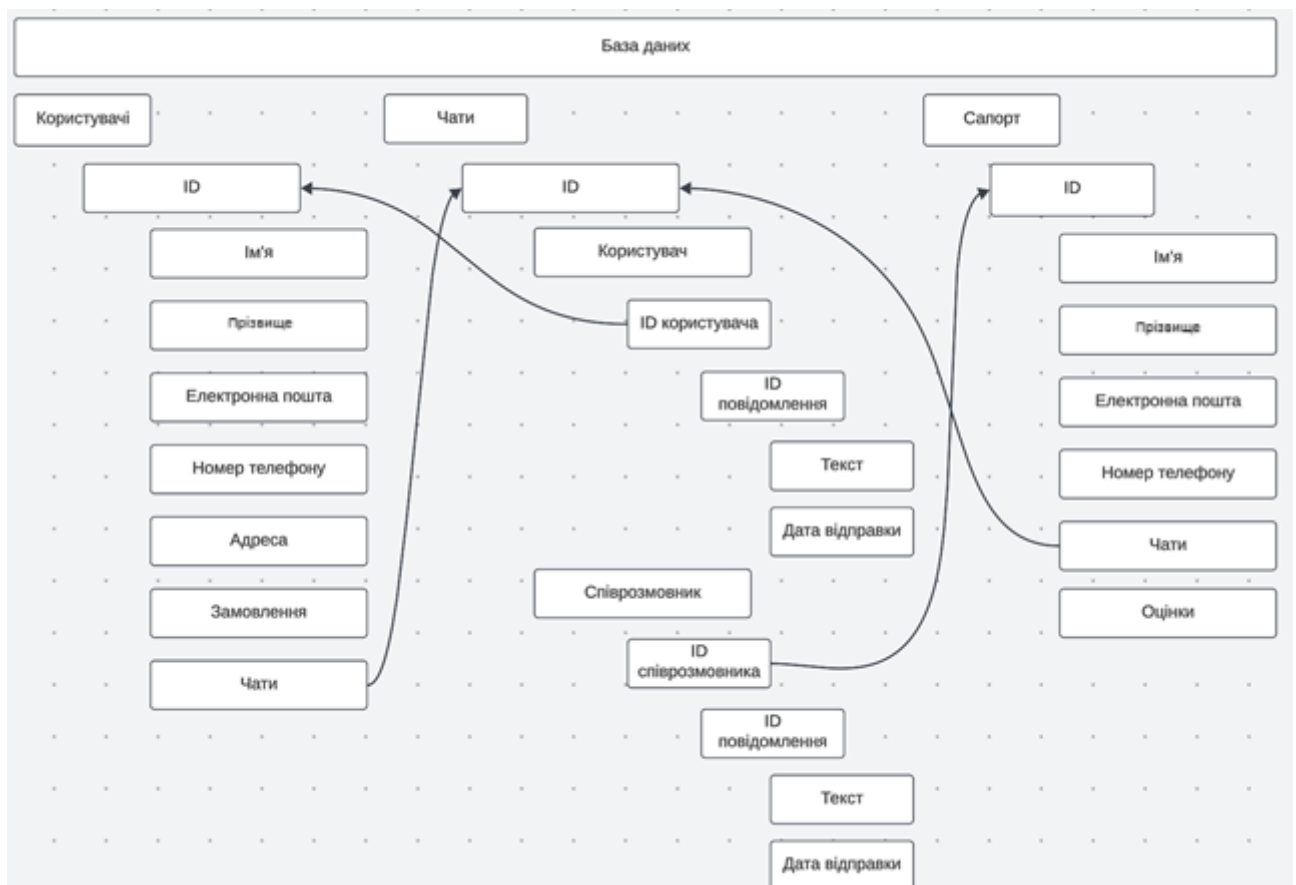 База даних
Користувачі
Чати
Сапорт
ID
ID
ID
Ім'я
Користувач
Ім'я
Прізвище
ID користувача
Прізвище
Електронна пошта
ID
повідомлення
Електронна пошта
Номер телефону
Текст
Номер телефону
Адреса
Дата відправки
Чати
Замовлення
Співрозмовник
Оцінки
Чати
ID
співрозмовника
ID
повідомлення
Текст
Дата відправки